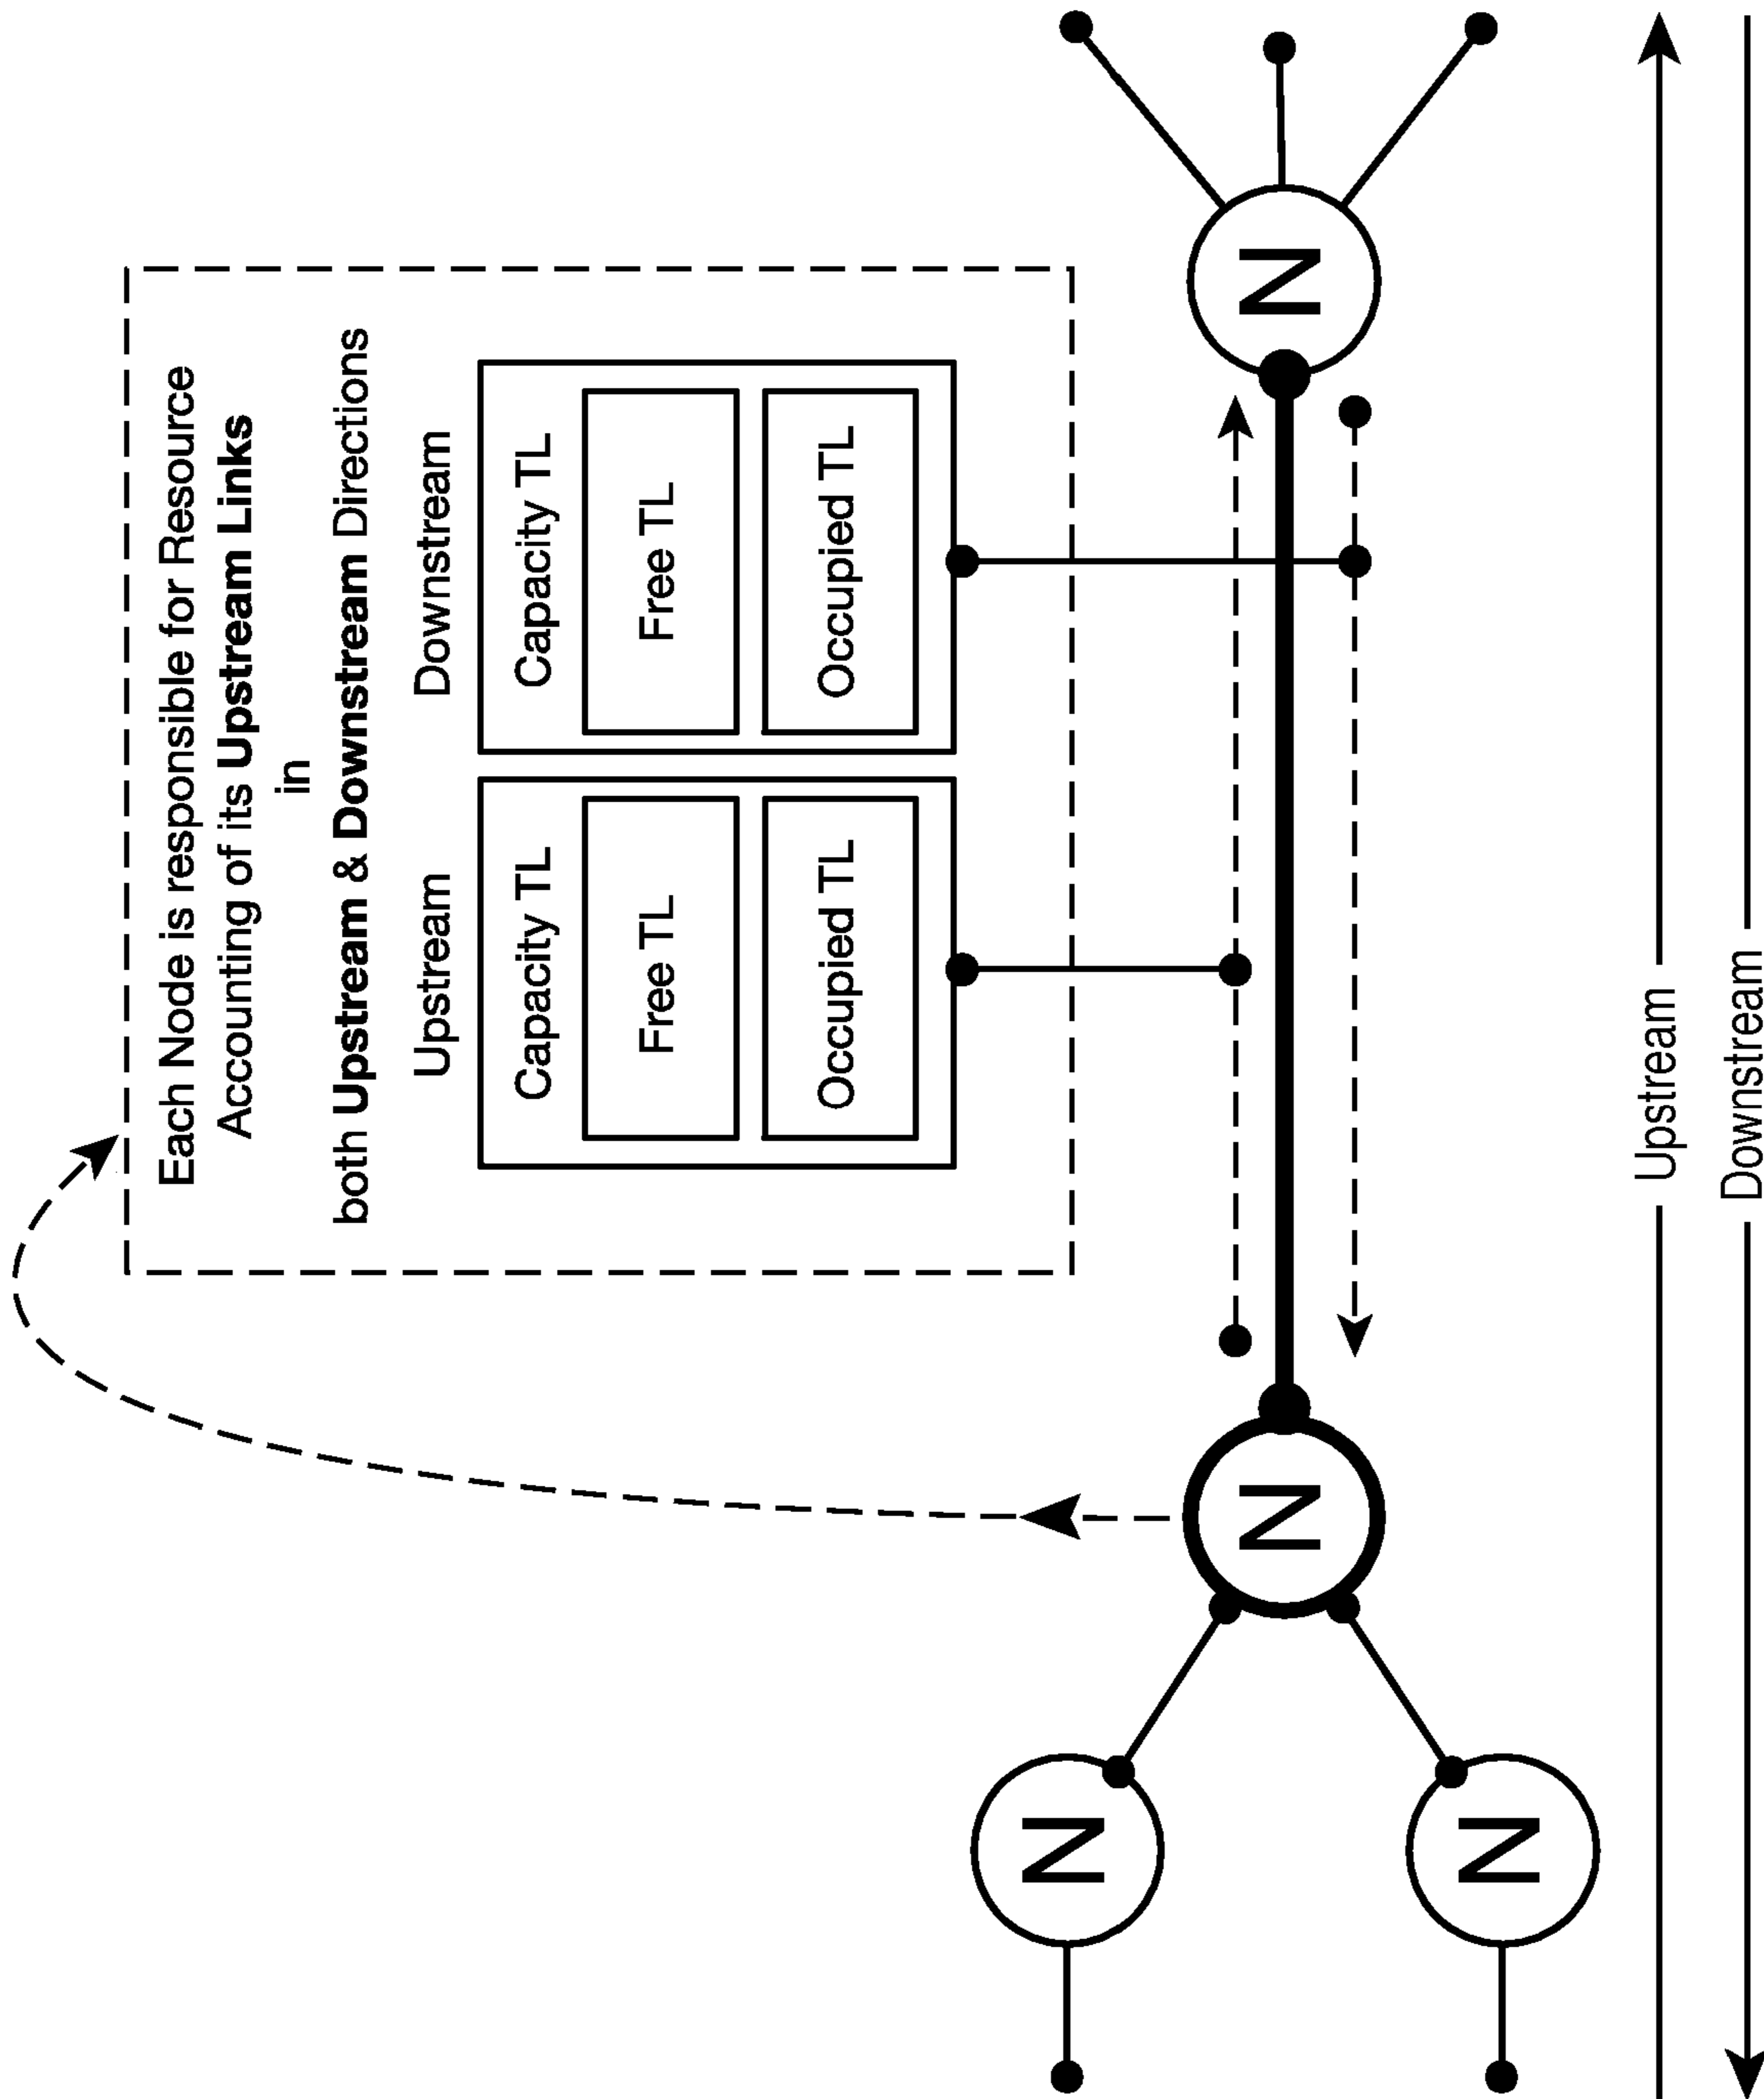 Each Node is responsible for Resource
Accounting of its Upstream Links
in
both Upstream & Downstream Directions
Upstream
Downstream
Capacity TL
Free TL
Occupied TL
Capacity TL
Free TL
Occupied TL
N
N
N
N
Upstream
Downstream